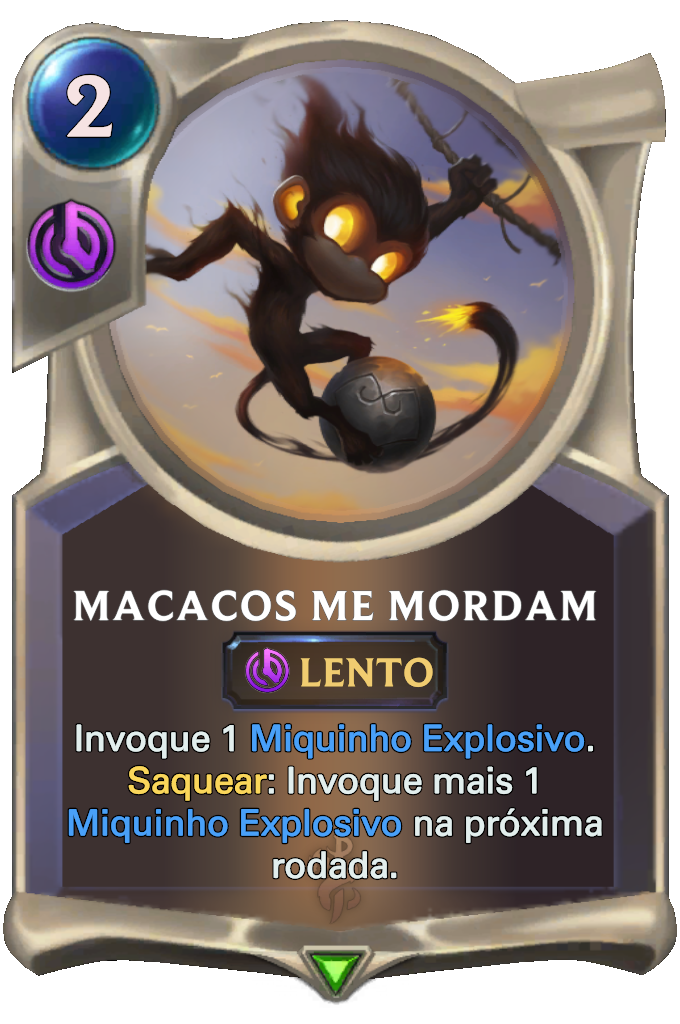 2
MACACOS ME MORDAM
LENTO
Invoque 1 Miquinho Explosivo.
Saquear: Invoque mais 1
Miquinho Explosivo na próxima
rodada.